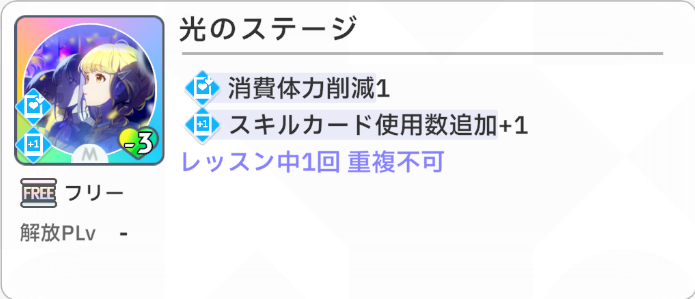 光のステージ
消費体力削減1
+1 スキルカード使用数追加+1
レッスン中1回 重複不可
+1
-3
M
FREE フリー
解放PLv -